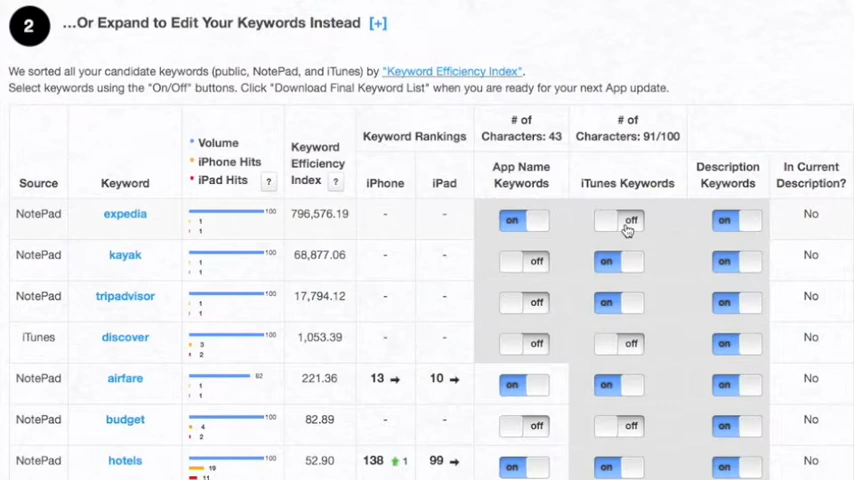 2 ...Or Expand to Edit Your Keywords Instead [+]
We sorted all your candidate keywords (public, NotePad, and iTunes) by "Keyword Efficiency Index".
Select keywords using the "On/Off" buttons. Click "Download Final Keyword List" when you are ready for your next App update.
# of Characters: 43
# of Characters: 91/100
Source
Keyword
Volume
iPhone Hits
iPad Hits ?
Keyword Efficiency Index ?
Keyword Rankings
iPhone
iPad
App Name Keywords
iTunes Keywords
Description Keywords
In Current Description?
NotePad expedia 100 1 1 796,576.19 - - on off on No
NotePad kayak 100 1 1 68,877.06 - - off on on No
NotePad tripadvisor 100 1 1 17,794.12 - - off on on No
iTunes discover 100 3 2 1,053.39 - - off off on No
NotePad airfare 82 1 1 221.36 13 10 on on on No
NotePad budget 100 4 2 82.89 - - off off on No
NotePad hotels 100 19 11 52.90 138 1 99 on on on No